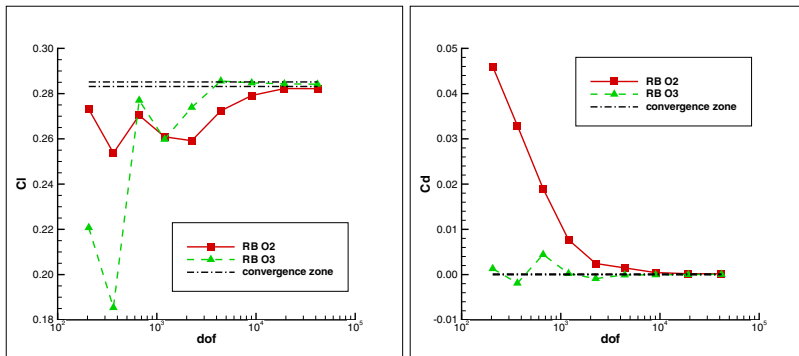 0.30
0.28
0.26
0.24
0.22
0.20
0.18
Cl
10²
10³
10⁴
10⁵
dof
RB O2
RB O3
convergence zone
0.05
0.04
0.03
0.02
0.01
0.00
-0.01
Cd
10²
10³
10⁴
10⁵
dof
RB O2
RB O3
convergence zone